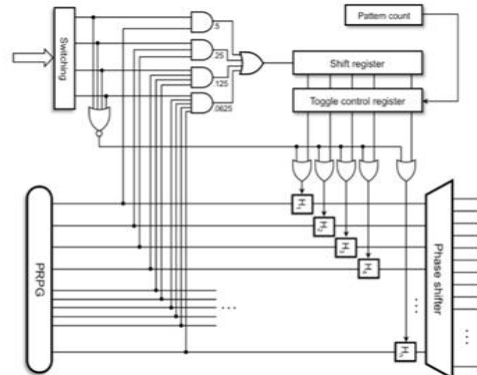 Switching
.5
.25
.125
.0625
Pattern count
Shift register
Toggle control register
PRPG
H1
H2
H3
H4
Phase shifter